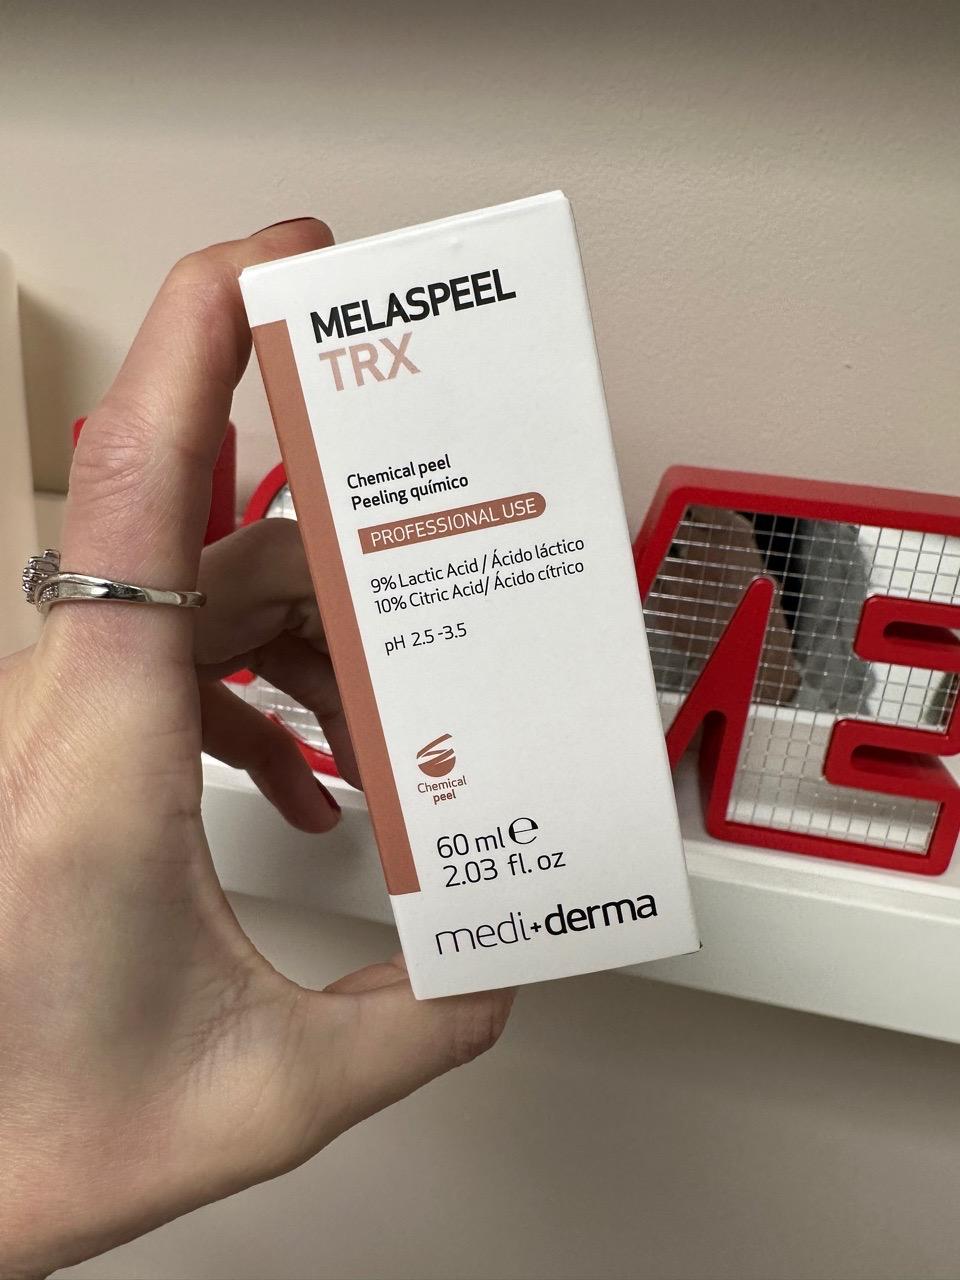 MELASPEEL
TRX
Chemical peel
Peeling químico
PROFESSIONAL USE
9% Lactic Acid / Ácido láctico
10% Citric Acid/ Ácido cítrico
pH 2.5-3.5
Chemical
peel
60 ml ℮
2.03 fl. oz
medi+derma